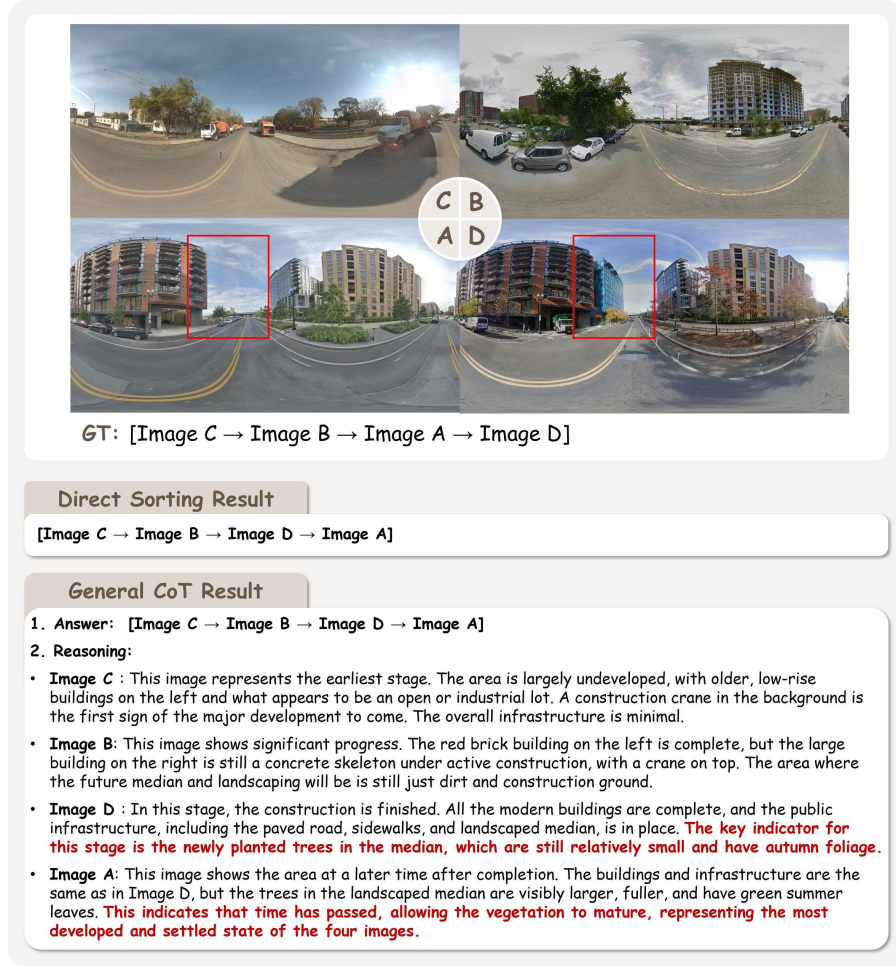 C B
A D
GT: [Image C → Image B → Image A → Image D]
Direct Sorting Result
[Image C → Image B → Image D → Image A]
General CoT Result
1. Answer: [Image C → Image B → Image D → Image A]
2. Reasoning:
• Image C : This image represents the earliest stage. The area is largely undeveloped, with older, low-rise
buildings on the left and what appears to be an open or industrial lot. A construction crane in the background is
the first sign of the major development to come. The overall infrastructure is minimal.
• Image B: This image shows significant progress. The red brick building on the left is complete, but the large
building on the right is still a concrete skeleton under active construction, with a crane on top. The area where
the future median and landscaping will be is still just dirt and construction ground.
• Image D : In this stage, the construction is finished. All the modern buildings are complete, and the public
infrastructure, including the paved road, sidewalks, and landscaped median, is in place. The key indicator for
this stage is the newly planted trees in the median, which are still relatively small and have autumn foliage.
• Image A: This image shows the area at a later time after completion. The buildings and infrastructure are the
same as in Image D, but the trees in the landscaped median are visibly larger, fuller, and have green summer
leaves. This indicates that time has passed, allowing the vegetation to mature, representing the most
developed and settled state of the four images.